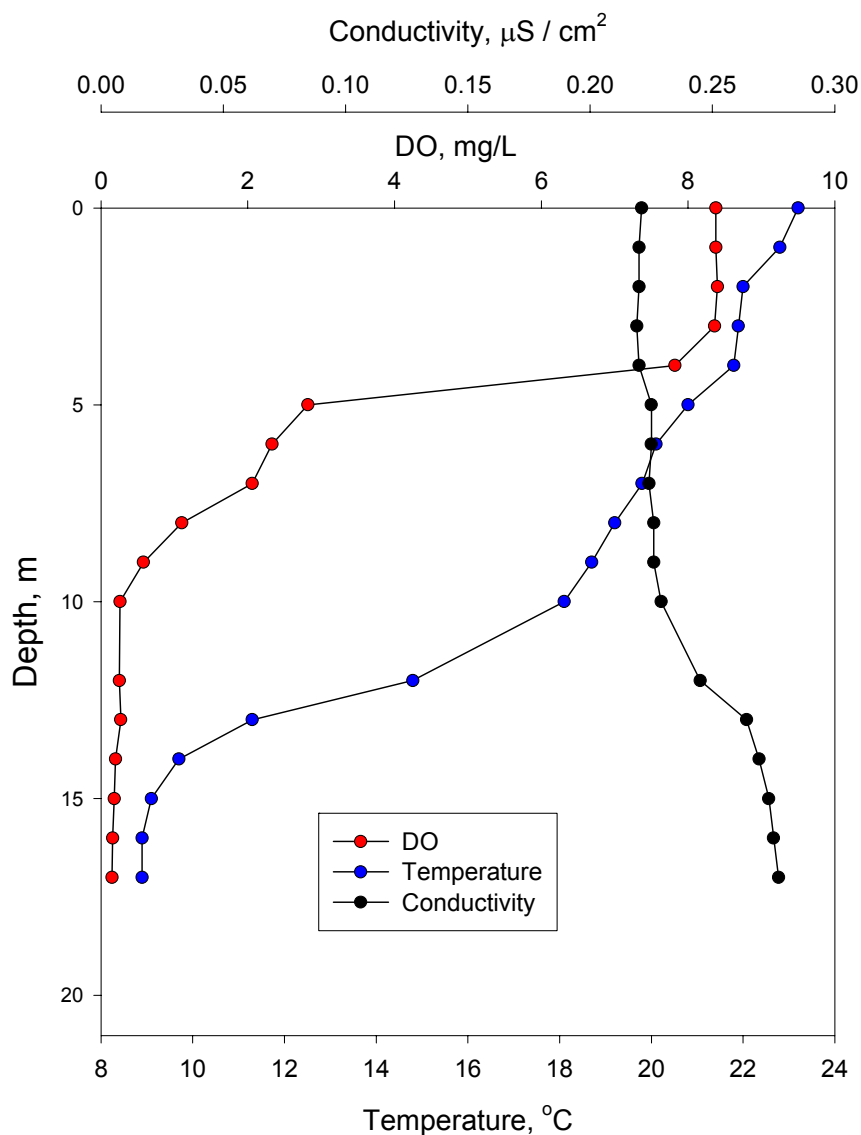 Conductivity, μS / cm²
0.00 0.05 0.10 0.15 0.20 0.25 0.30
DO, mg/L
0 2 4 6 8 10
0
5
10
15
20
Depth, m
DO
Temperature
Conductivity
8 10 12 14 16 18 20 22 24
Temperature, °C